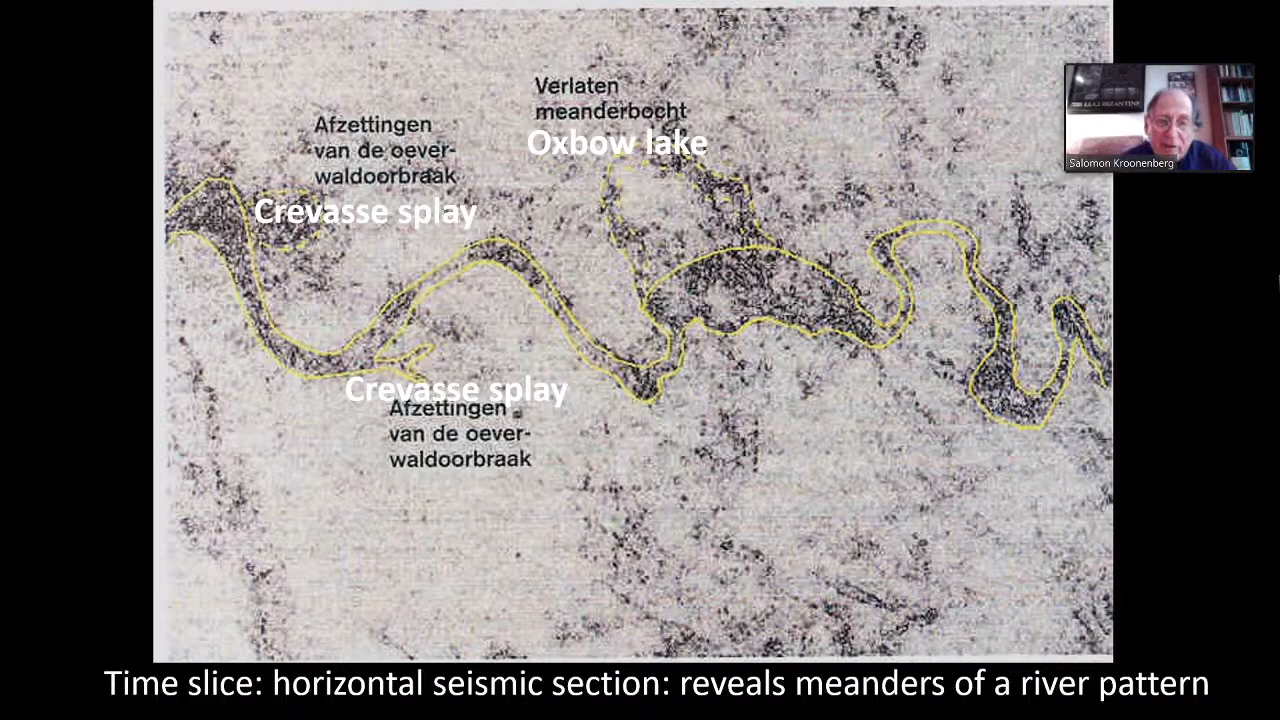 Verlaten
meanderbocht
Oxbow lake
Afzettingen
van de oever-
waldoorbraak
Crevasse splay
Crevasse splay
Afzettingen
van de oever-
waldoorbraak
Salomon Kroonenberg
Time slice: horizontal seismic section: reveals meanders of a river pattern